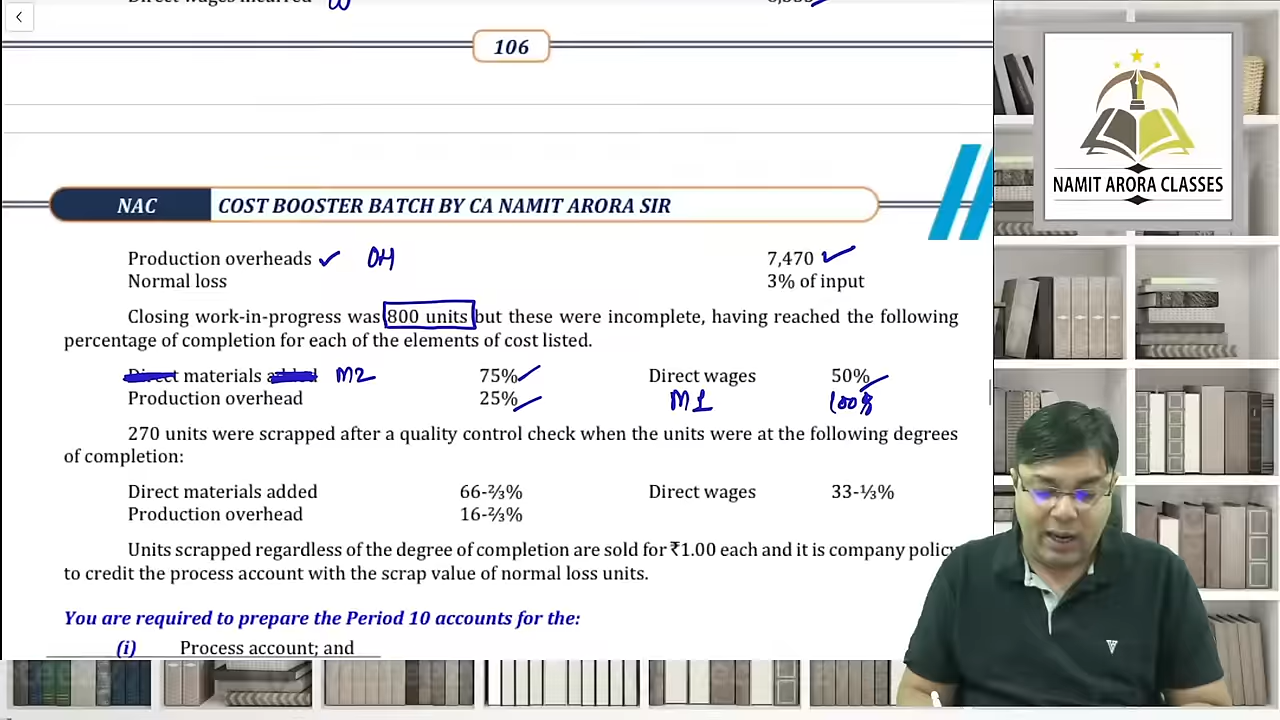 Direct wages incurred W
106
NAC COST BOOSTER BATCH BY CA NAMIT ARORA SIR
Production overheads ✓ OH 7,470 ✓
Normal loss 3% of input
Closing work-in-progress was 800 units but these were incomplete, having reached the following
percentage of completion for each of the elements of cost listed.
Direct materials added M2 75% ✓ Direct wages 50% ✓
Production overhead 25% ✓ M1 100%
270 units were scrapped after a quality control check when the units were at the following degrees
of completion:
Direct materials added 66-⅔% Direct wages 33-⅓%
Production overhead 16-⅔%
Units scrapped regardless of the degree of completion are sold for ₹1.00 each and it is company policy
to credit the process account with the scrap value of normal loss units.
You are required to prepare the Period 10 accounts for the:
(i) Process account; and
NAMIT ARORA CLASSES